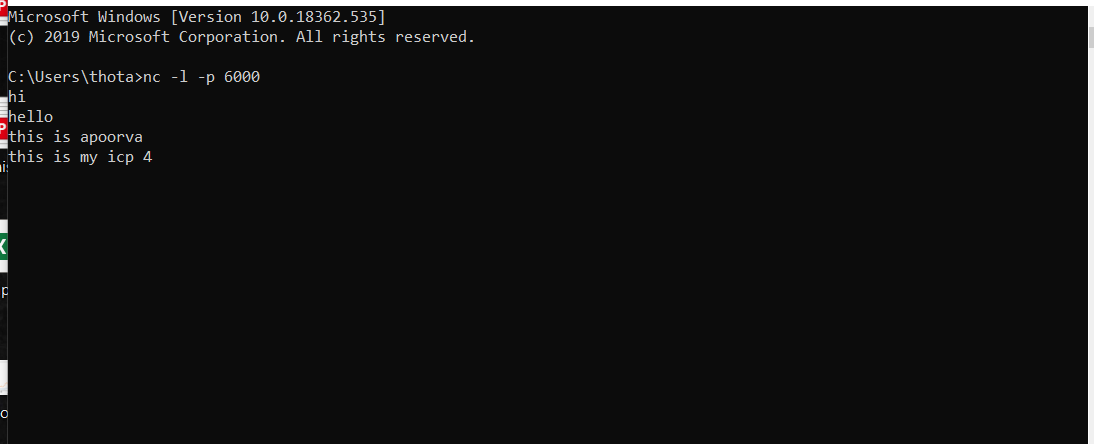 Microsoft Windows [Version 10.0.18362.535]
(c) 2019 Microsoft Corporation. All rights reserved.
C:\Users\thota>nc -l -p 6000
hi
hello
this is apoorva
this is my icp 4